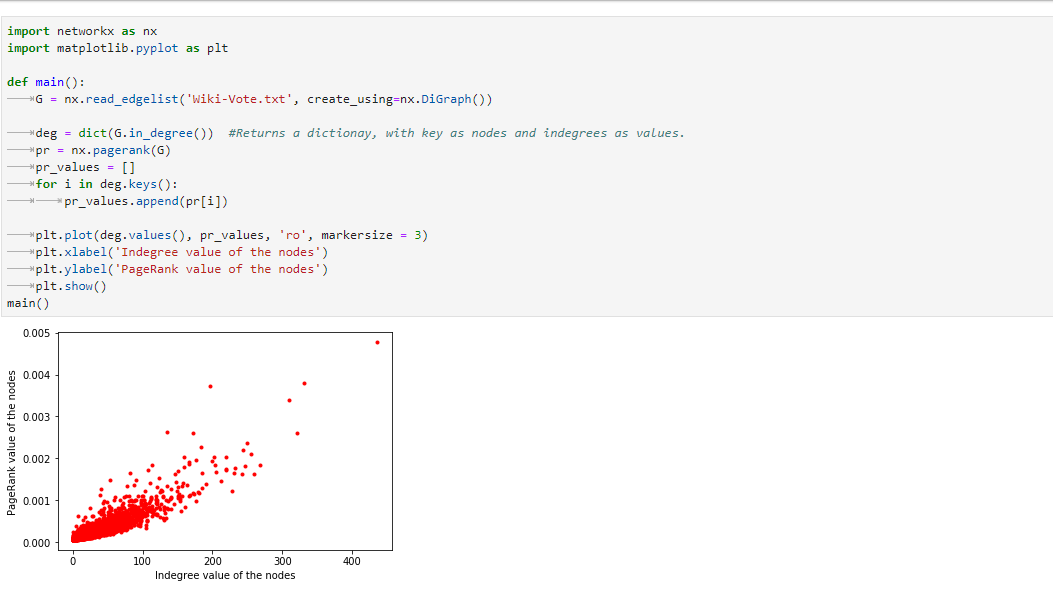 import networkx as nx
import matplotlib.pyplot as plt
def main():
G = nx.read_edgelist('Wiki-Vote.txt', create_using=nx.DiGraph())
deg = dict(G.in_degree())  #Returns a dictionay, with key as nodes and indegrees as values.
pr = nx.pagerank(G)
pr_values = []
for i in deg.keys():
pr_values.append(pr[i])
plt.plot(deg.values(), pr_values, 'ro', markersize = 3)
plt.xlabel('Indegree value of the nodes')
plt.ylabel('PageRank value of the nodes')
plt.show()
main()
PageRank value of the nodes
0.005
0.004
0.003
0.002
0.001
0.000
0 100 200 300 400
Indegree value of the nodes